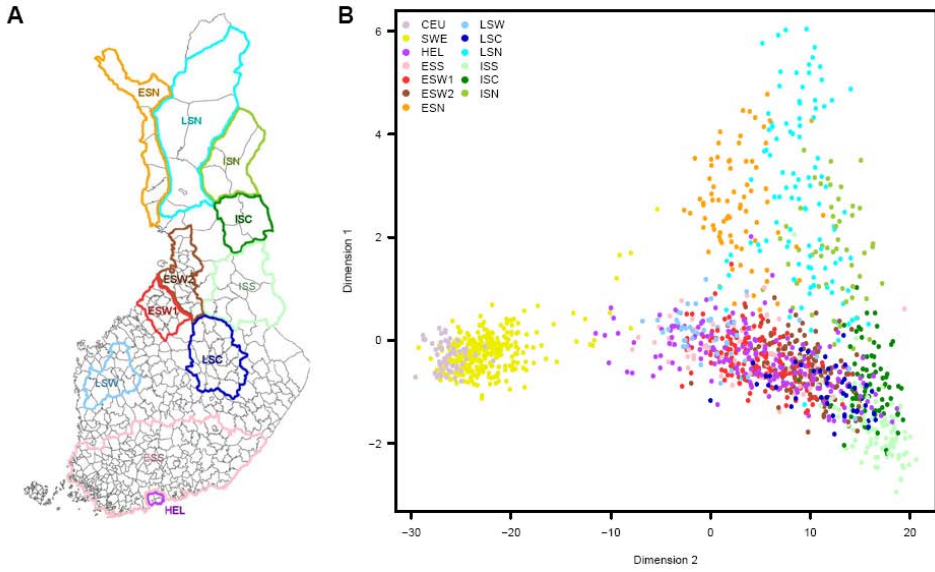 A
ESN
LSN
ISN
ISC
ESW2
ISS
ESW1
LSC
LSW
ESS
HEL
B
CEU LSW
SWE LSC
HEL LSN
ESS ISS
ESW1 ISC
ESW2 ISN
ESN
Dimension 1
6
4
2
0
−2
−30 −20 −10 0 10 20
Dimension 2